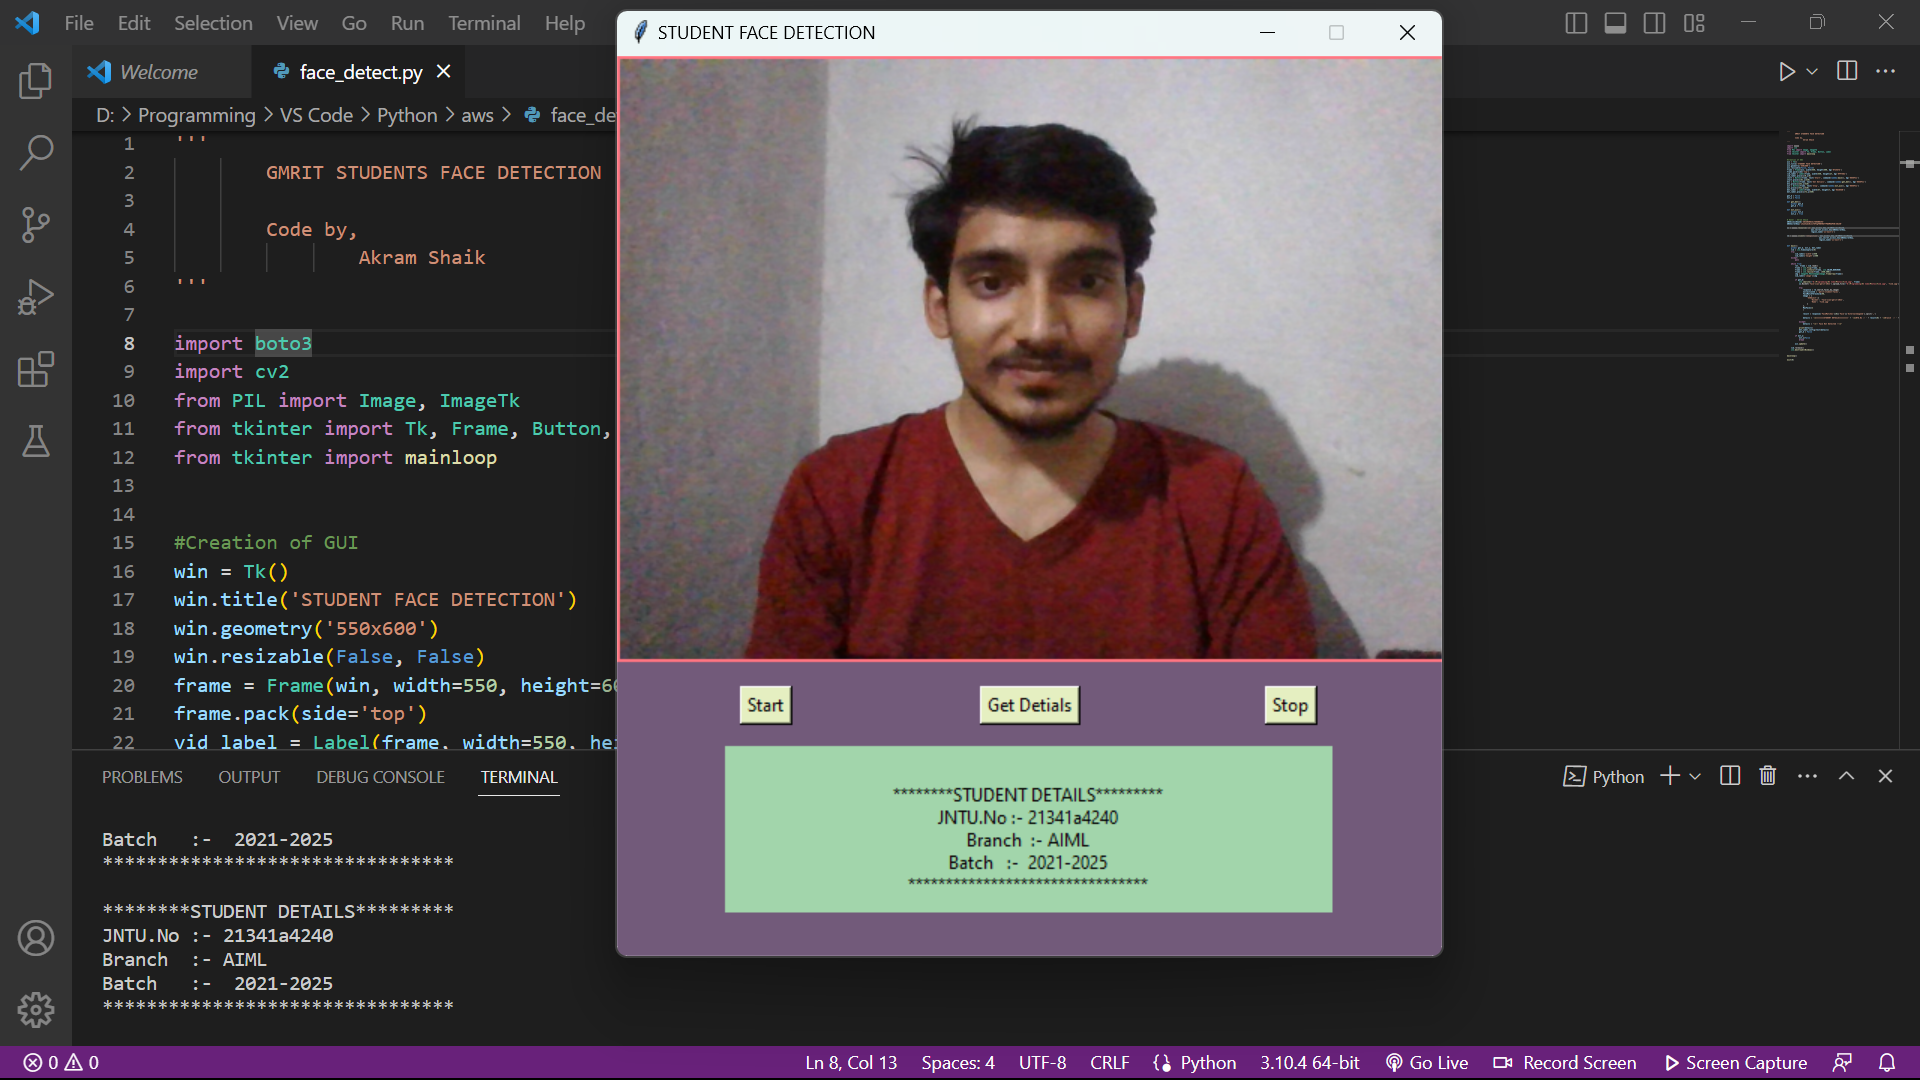 File Edit Selection View Go Run Terminal Help
STUDENT FACE DETECTION
Welcome
face_detect.py
D: > Programming > VS Code > Python > aws > face_de
1 '''
2 GMRIT STUDENTS FACE DETECTION
3
4 Code by,
5 Akram Shaik
6 '''
7
8 import boto3
9 import cv2
10 from PIL import Image, ImageTk
11 from tkinter import Tk, Frame, Button,
12 from tkinter import mainloop
13
14
15 #Creation of GUI
16 win = Tk()
17 win.title('STUDENT FACE DETECTION')
18 win.geometry('550x600')
19 win.resizable(False, False)
20 frame = Frame(win, width=550, height=60
21 frame.pack(side='top')
22 vid_label = Label(frame, width=550, hei
Start Get Detials Stop
********STUDENT DETAILS*********
JNTU.No :- 21341a4240
Branch :- AIML
Batch :- 2021-2025
********************************
PROBLEMS OUTPUT DEBUG CONSOLE TERMINAL
Python
Batch :- 2021-2025
********************************
********STUDENT DETAILS*********
JNTU.No :- 21341a4240
Branch :- AIML
Batch :- 2021-2025
********************************
0 0 Ln 8, Col 13 Spaces: 4 UTF-8 CRLF Python 3.10.4 64-bit Go Live Record Screen Screen Capture